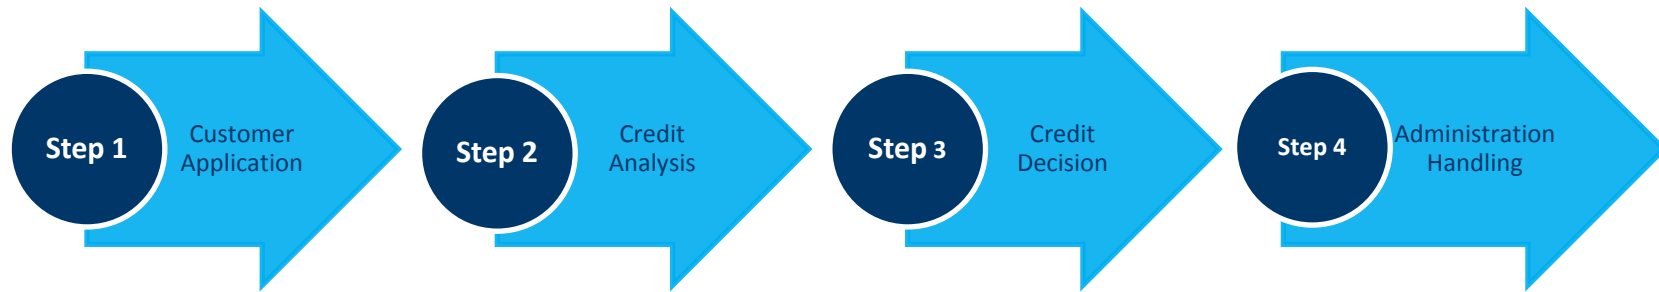 Step 1
Customer
Application
Step 2
Credit
Analysis
Step 3
Credit
Decision
Step 4
Administration
Handling